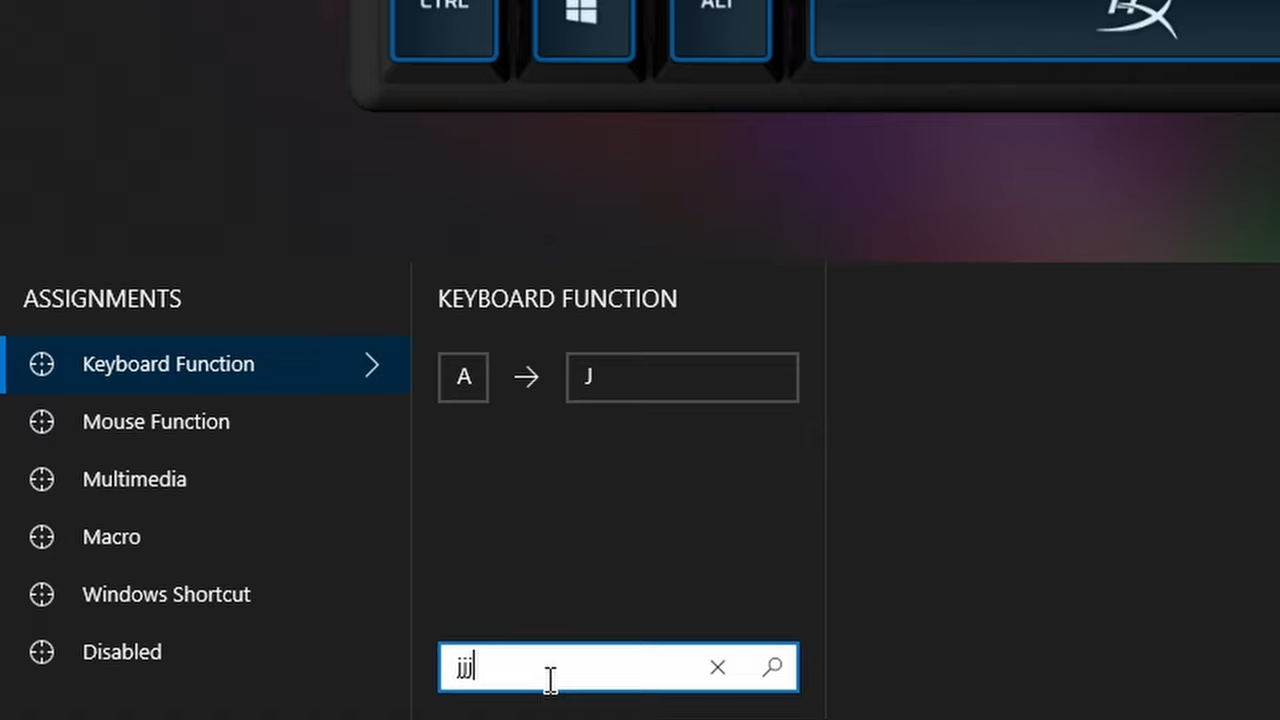 CTRL
ALT
ASSIGNMENTS
Keyboard Function
Mouse Function
Multimedia
Macro
Windows Shortcut
Disabled
KEYBOARD FUNCTION
A
J
jjj